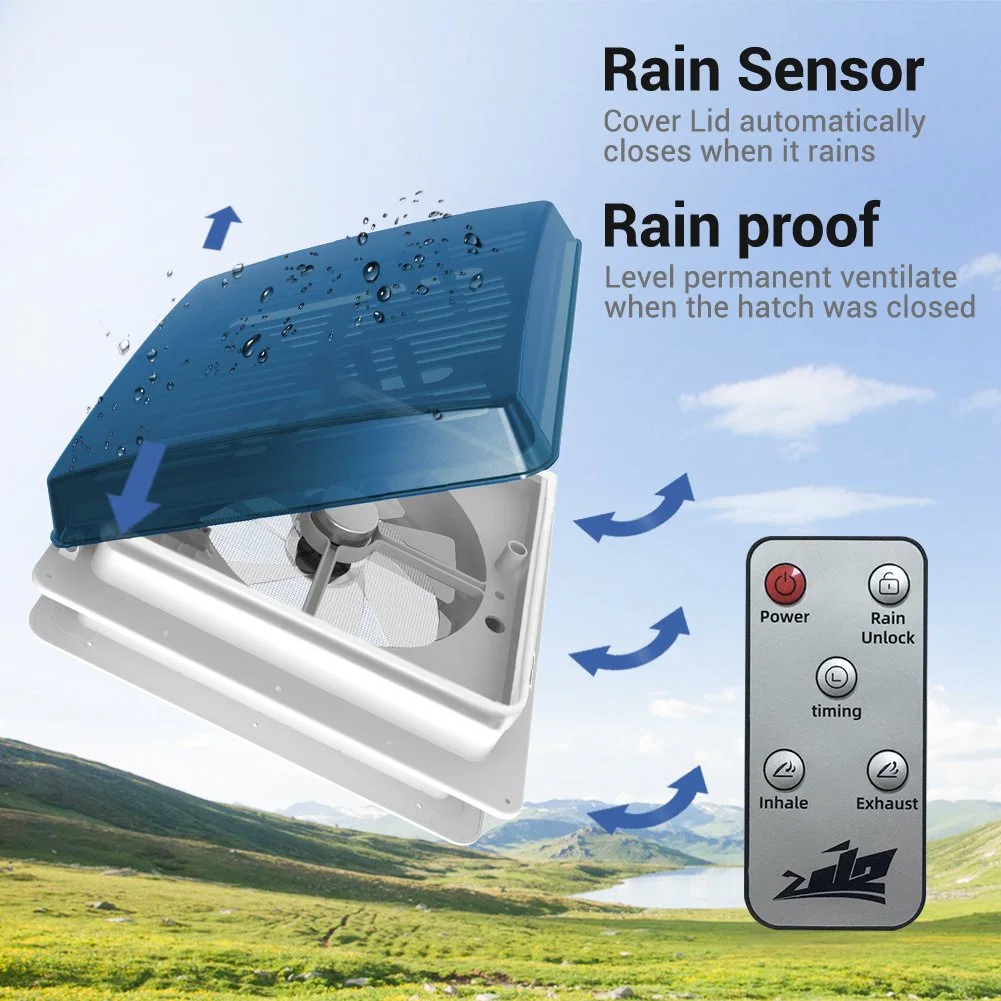 Rain Sensor
Cover Lid automatically
closes when it rains
Rain proof
Level permanent ventilate
when the hatch was closed
Power
Rain
Unlock
timing
Inhale
Exhaust